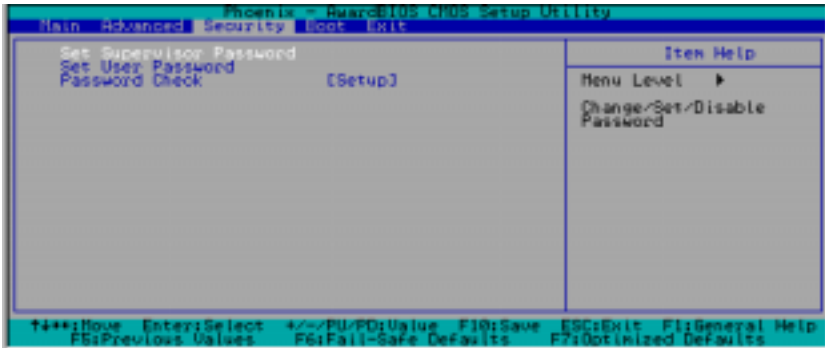 Phoenix - AwardBIOS CMOS Setup Utility
Main Advanced Security Boot Exit
Set Supervisor Password
Set User Password
Password Check [Setup]
Item Help
Menu Level ▶
Change/Set/Disable
Password
↑↓↔:Move Enter:Select +/-/PU/PD:Value F10:Save ESC:Exit F1:General Help
F5:Previous Values F6:Fail-Safe Defaults F7:Optimized Defaults